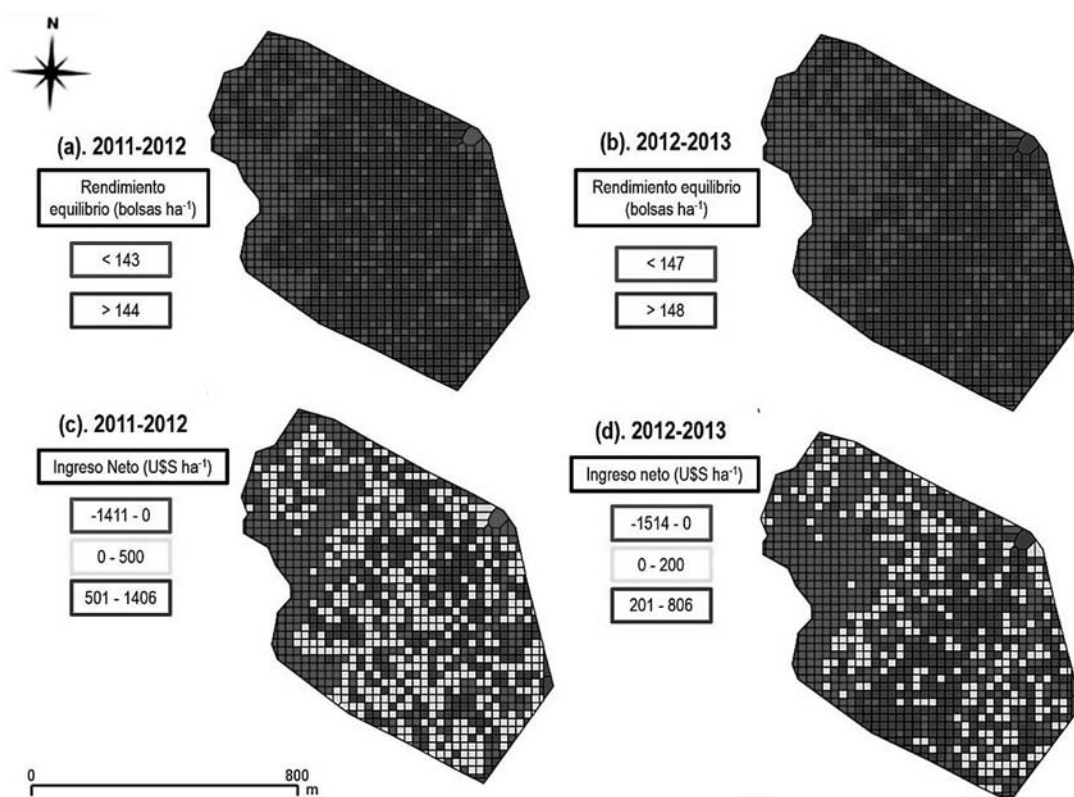 N
(a). 2011-2012
Rendimiento
equilibrio (bolsas ha⁻¹)
< 143
> 144
(b). 2012-2013
Rendimiento equilibrio
(bolsas ha⁻¹)
< 147
> 148
(c). 2011-2012
Ingreso Neto (U$S ha⁻¹)
-1411 - 0
0 - 500
501 - 1406
(d). 2012-2013
Ingreso neto (U$S ha⁻¹)
-1514 - 0
0 - 200
201 - 806
0 800
m